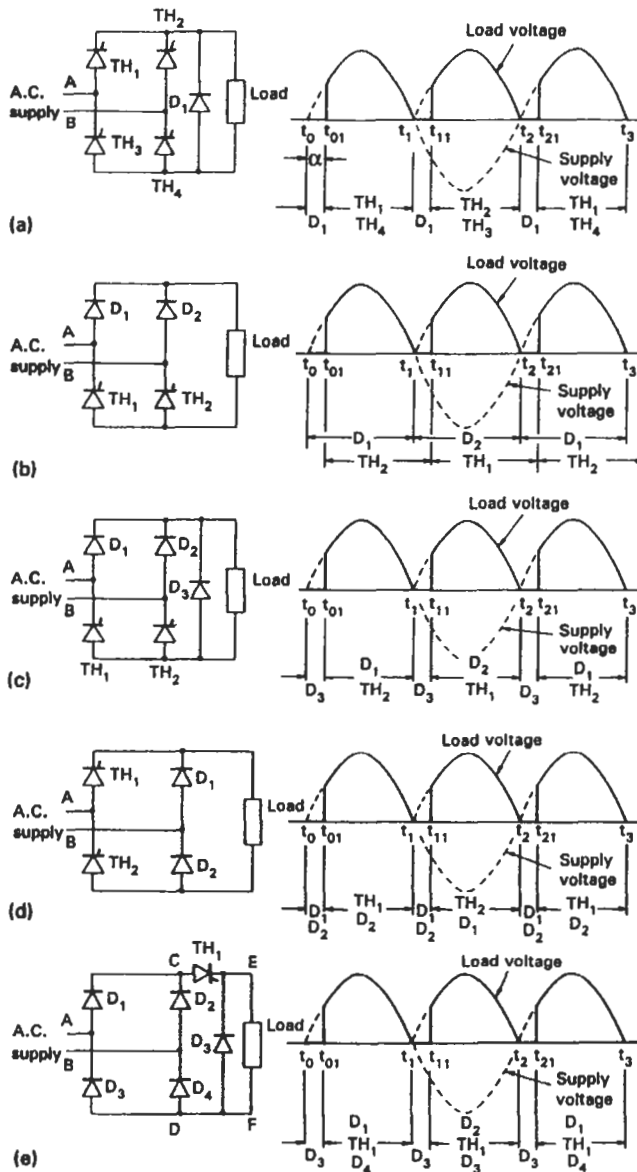 TH2
Load voltage
TH1
A.C. A
supply
B
D1
Load
TH3
TH4
t0 t01 t1 t11 t2 t21 t3
α
Supply
voltage
D1 TH1 D1 TH2 D1 TH1
TH4 TH3 TH4
(a)
Load voltage
D1 D2
A.C. A
supply
B
Load
TH1 TH2
t0 t01 t1 t11 t2 t21 t3
Supply
voltage
D1 D2 D1
TH2 TH1 TH2
(b)
Load voltage
D1 D2
A.C. A
supply
B
D3
Load
TH1 TH2
t0 t01 t1 t11 t2 t21 t3
Supply
voltage
D1 D2 D1
D3 TH2 D3 TH1 D3 TH2
(c)
Load voltage
TH1 D1
A.C. A
supply
B
Load
TH2 D2
t0 t01 t1 t11 t2 t21 t3
Supply
voltage
D1 TH1 D1 TH2 D1 TH1
D2 D2 D2 D1 D2 D2
(d)
TH1
C E
Load voltage
D1 D2
A.C. A
supply
B
D3
Load
D3 D4
D F
t0 t01 t1 t11 t2 t21 t3
Supply
voltage
D1 D2 D1
D3 TH1 D3 TH1 D3 TH1
D4 D3 D4
(e)